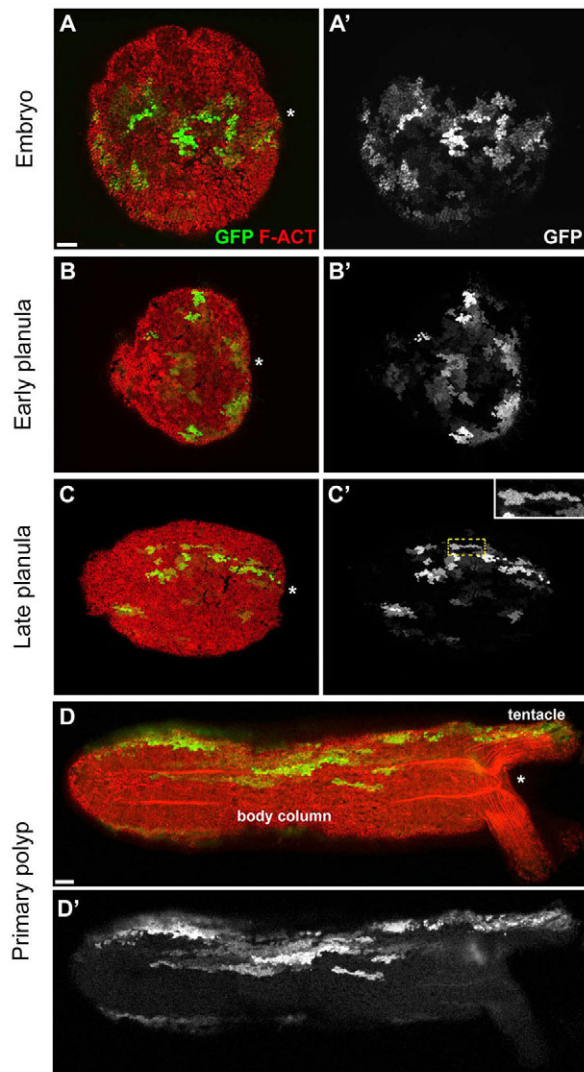 Embryo
A
*
GFP F-ACT
A'
GFP
Early planula
B
*
B'
Late planula
C
*
C'
Primary polyp
D
tentacle
*
body column
D'